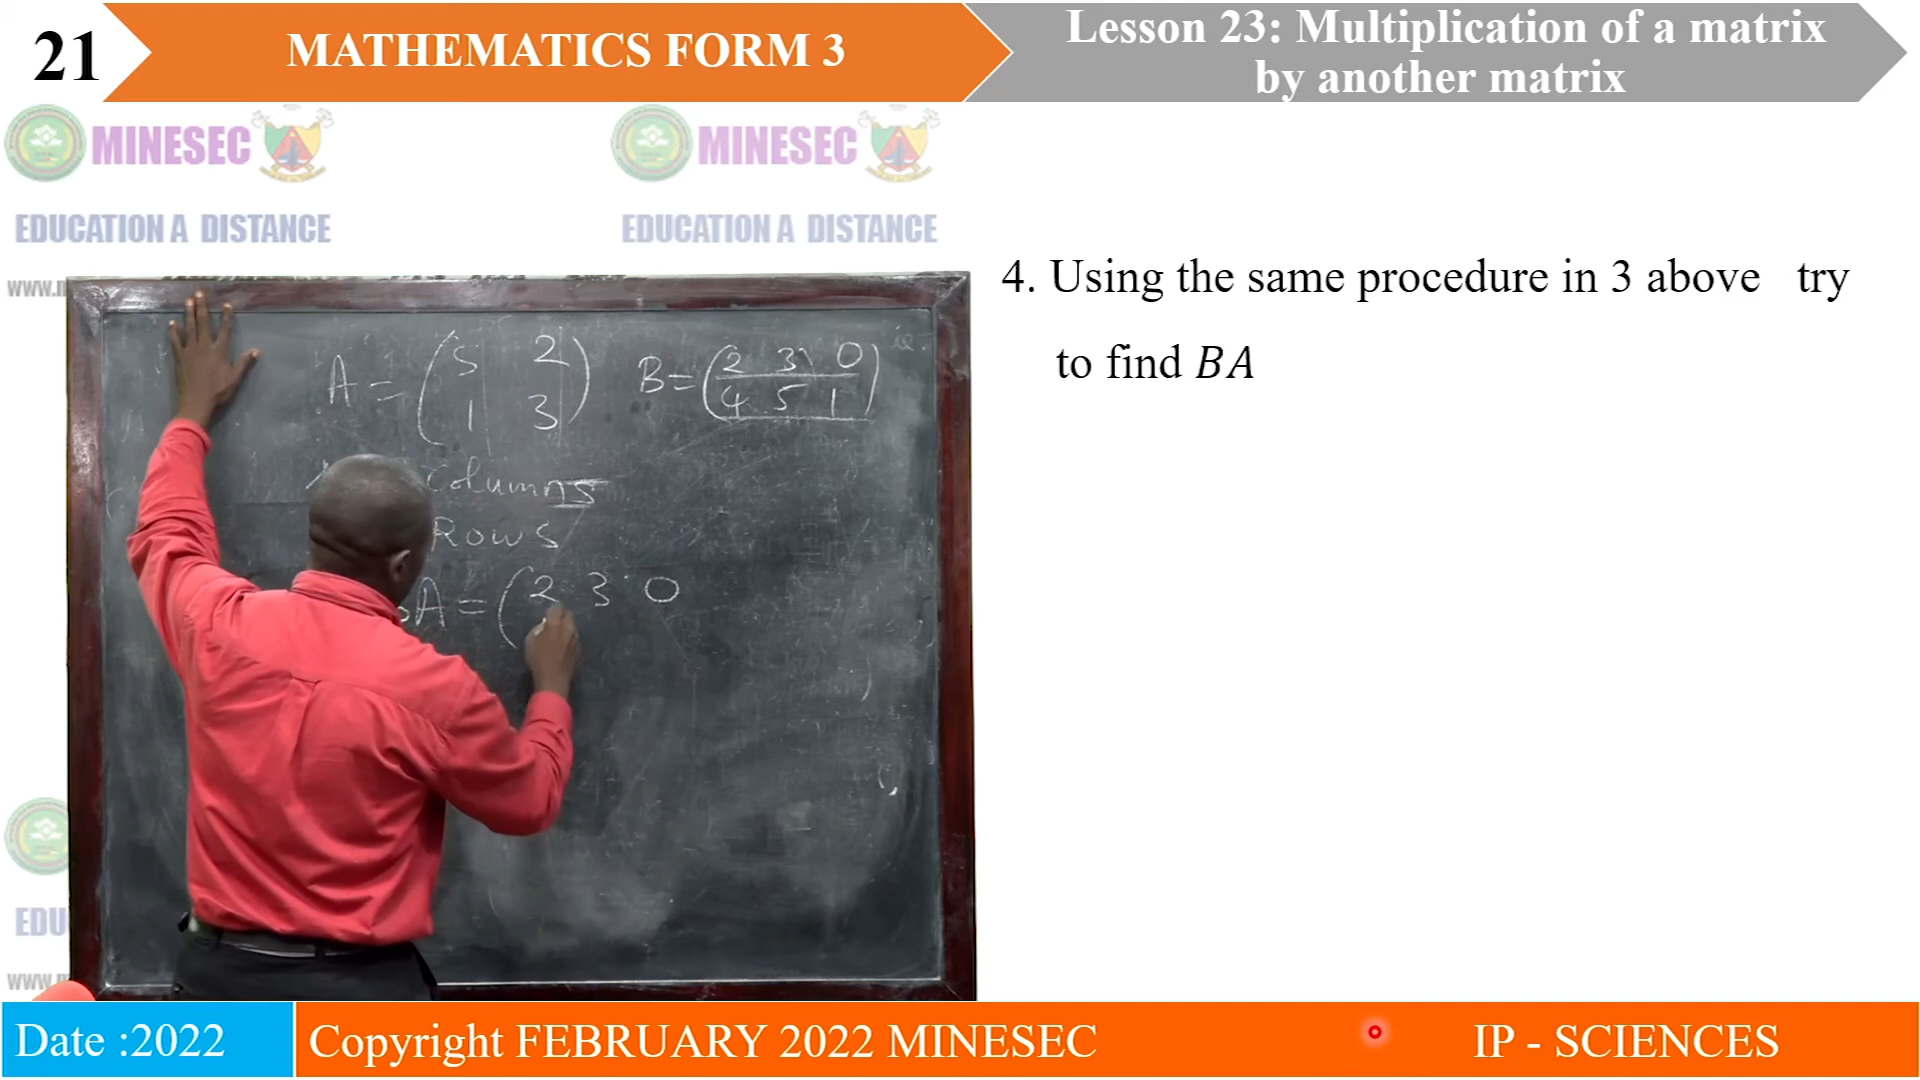 21
MATHEMATICS FORM 3
Lesson 23: Multiplication of a matrix
by another matrix
MINESEC
MINESEC
EDUCATION A DISTANCE
EDUCATION A DISTANCE
4. Using the same procedure in 3 above try
to find BA
A = ( 5 2
1 3 )
B = ( 2 3 0
4 5 1 )
Columns
Rows
A = ( 2 3 0
Date :2022
Copyright FEBRUARY 2022 MINESEC
IP - SCIENCES